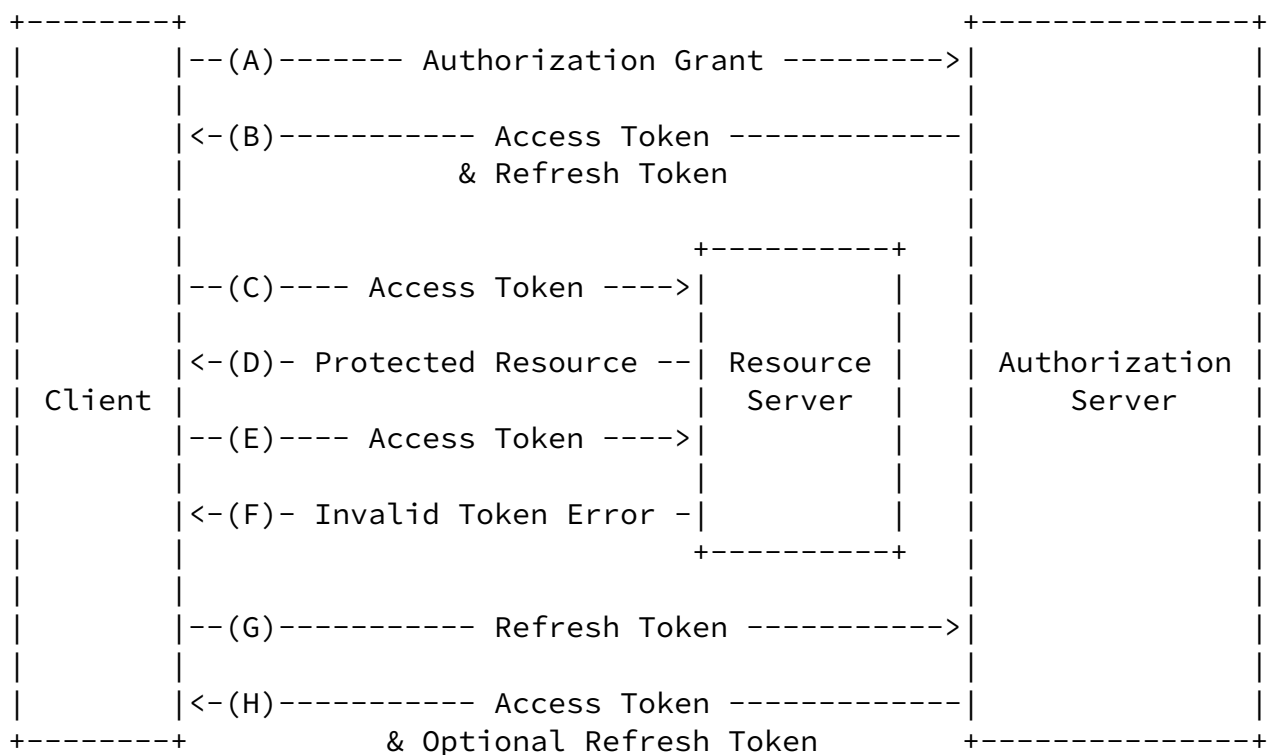 --(A)------- Authorization Grant --------->
<-(B)----------- Access Token -------------
& Refresh Token
--(C)---- Access Token ---->
<-(D)- Protected Resource --| Resource | Authorization
Client Server Server
--(E)---- Access Token ---->
<-(F)- Invalid Token Error -
--(G)----------- Refresh Token ----------->
<-(H)----------- Access Token -------------
& Optional Refresh Token